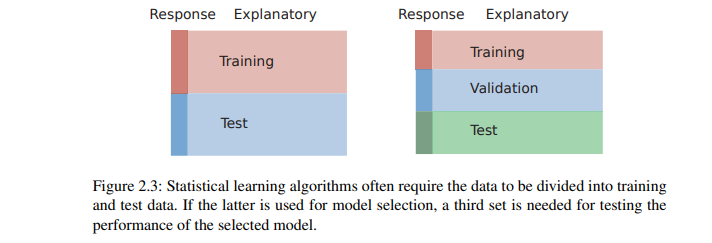 Response Explanatory Response Explanatory
Training Training
Validation
Test Test
Figure 2.3: Statistical learning algorithms often require the data to be divided into training
and test data. If the latter is used for model selection, a third set is needed for testing the
performance of the selected model.